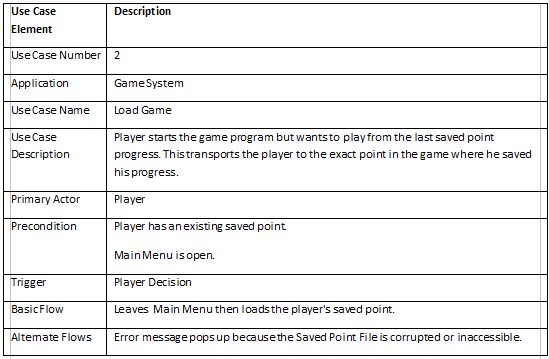 Use Case Description
Element
Use Case Number 2
Application Game System
Use Case Name Load Game
Use Case Player starts the game program but wants to play from the last saved point
Description progress. This transports the player to the exact point in the game where he saved
his progress.
Primary Actor Player
Precondition Player has an existing saved point.
Main Menu is open.
Trigger Player Decision
Basic Flow Leaves Main Menu then loads the player's saved point.
Alternate Flows Error message pops up because the Saved Point File is corrupted or inaccessible.